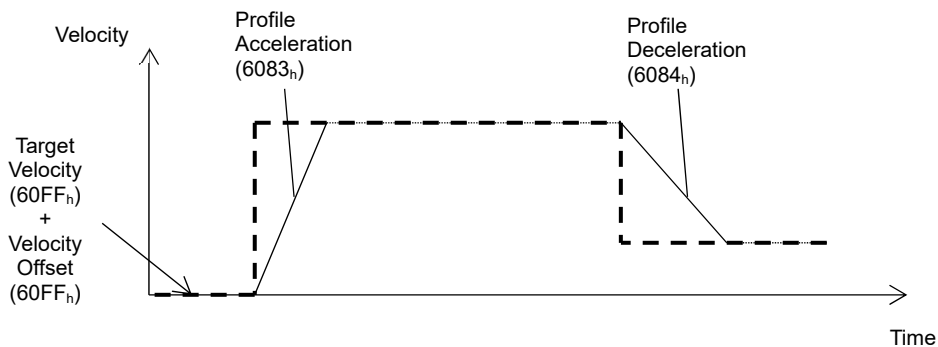 Velocity
Profile
Acceleration
(6083h)
Profile
Deceleration
(6084h)
Target
Velocity
(60FFh)
+
Velocity
Offset
(60FFh)
Time